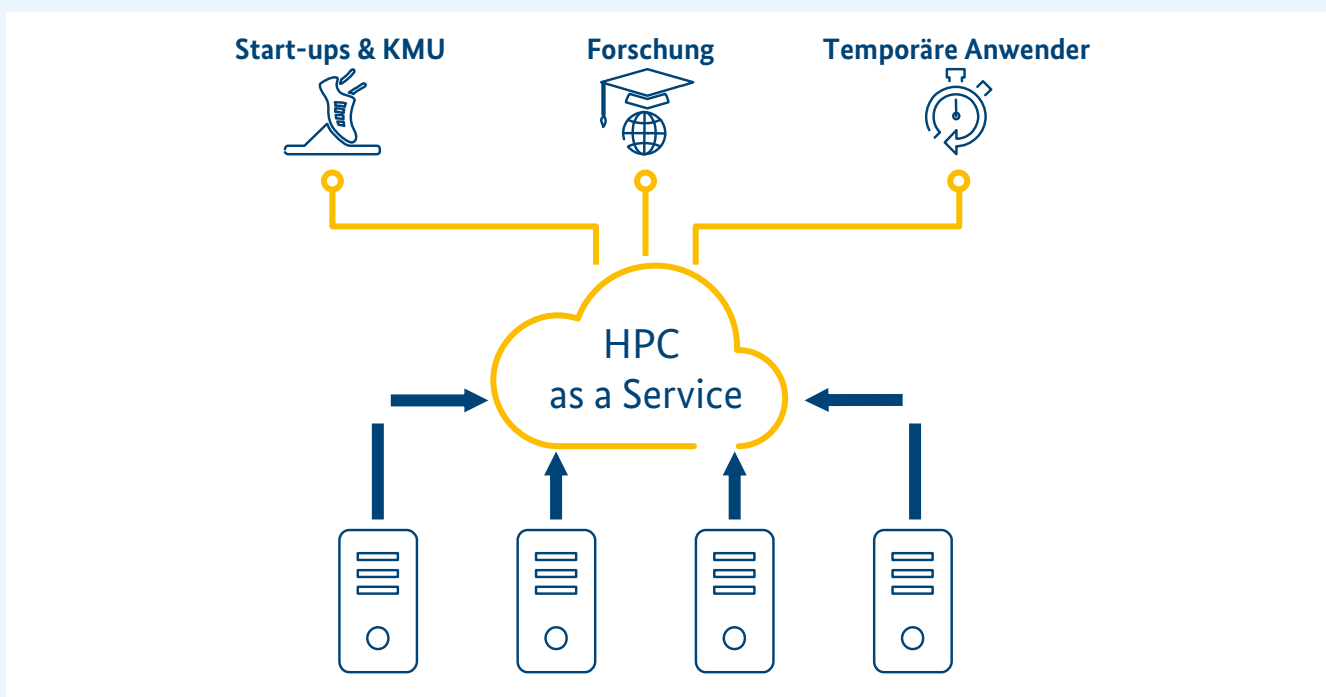 Start-ups & KMU
Forschung
Temporäre Anwender
HPC
as a Service